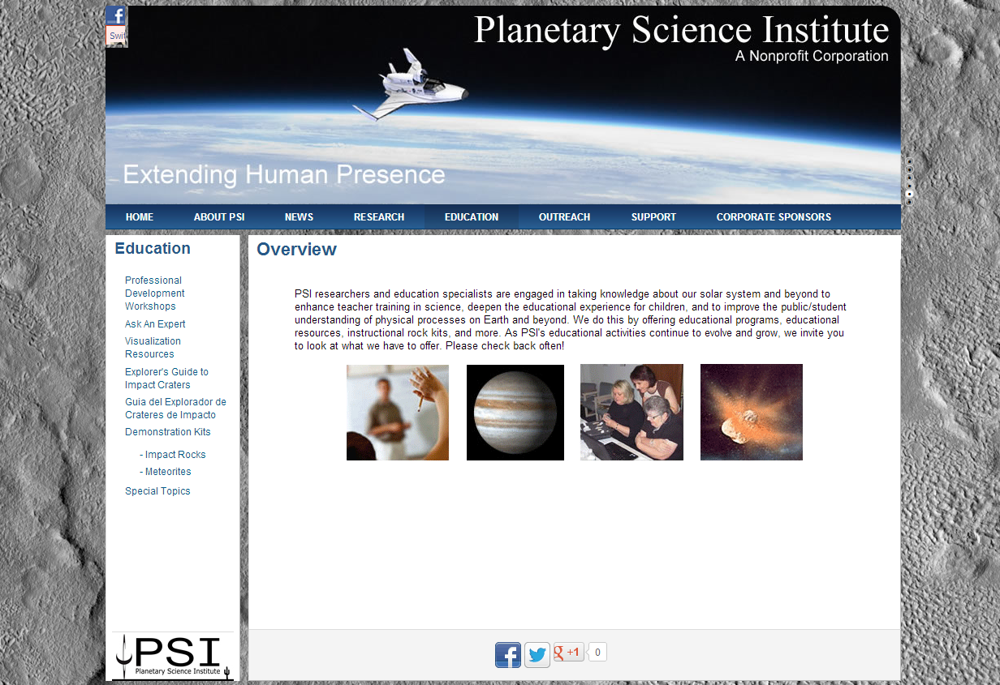 Swit
Planetary Science Institute
A Nonprofit Corporation
Extending Human Presence
HOME ABOUT PSI NEWS RESEARCH EDUCATION OUTREACH SUPPORT CORPORATE SPONSORS
Education
Professional
Development
Workshops
Ask An Expert
Visualization
Resources
Explorer's Guide to
Impact Craters
Guia del Explorador de
Crateres de Impacto
Demonstration Kits
- Impact Rocks
- Meteorites
Special Topics
PSI
Planetary Science Institute
Overview
PSI researchers and education specialists are engaged in taking knowledge about our solar system and beyond to
enhance teacher training in science, deepen the educational experience for children, and to improve the public/student
understanding of physical processes on Earth and beyond. We do this by offering educational programs, educational
resources, instructional rock kits, and more. As PSI's educational activities continue to evolve and grow, we invite you
to look at what we have to offer. Please check back often!
g +1 0